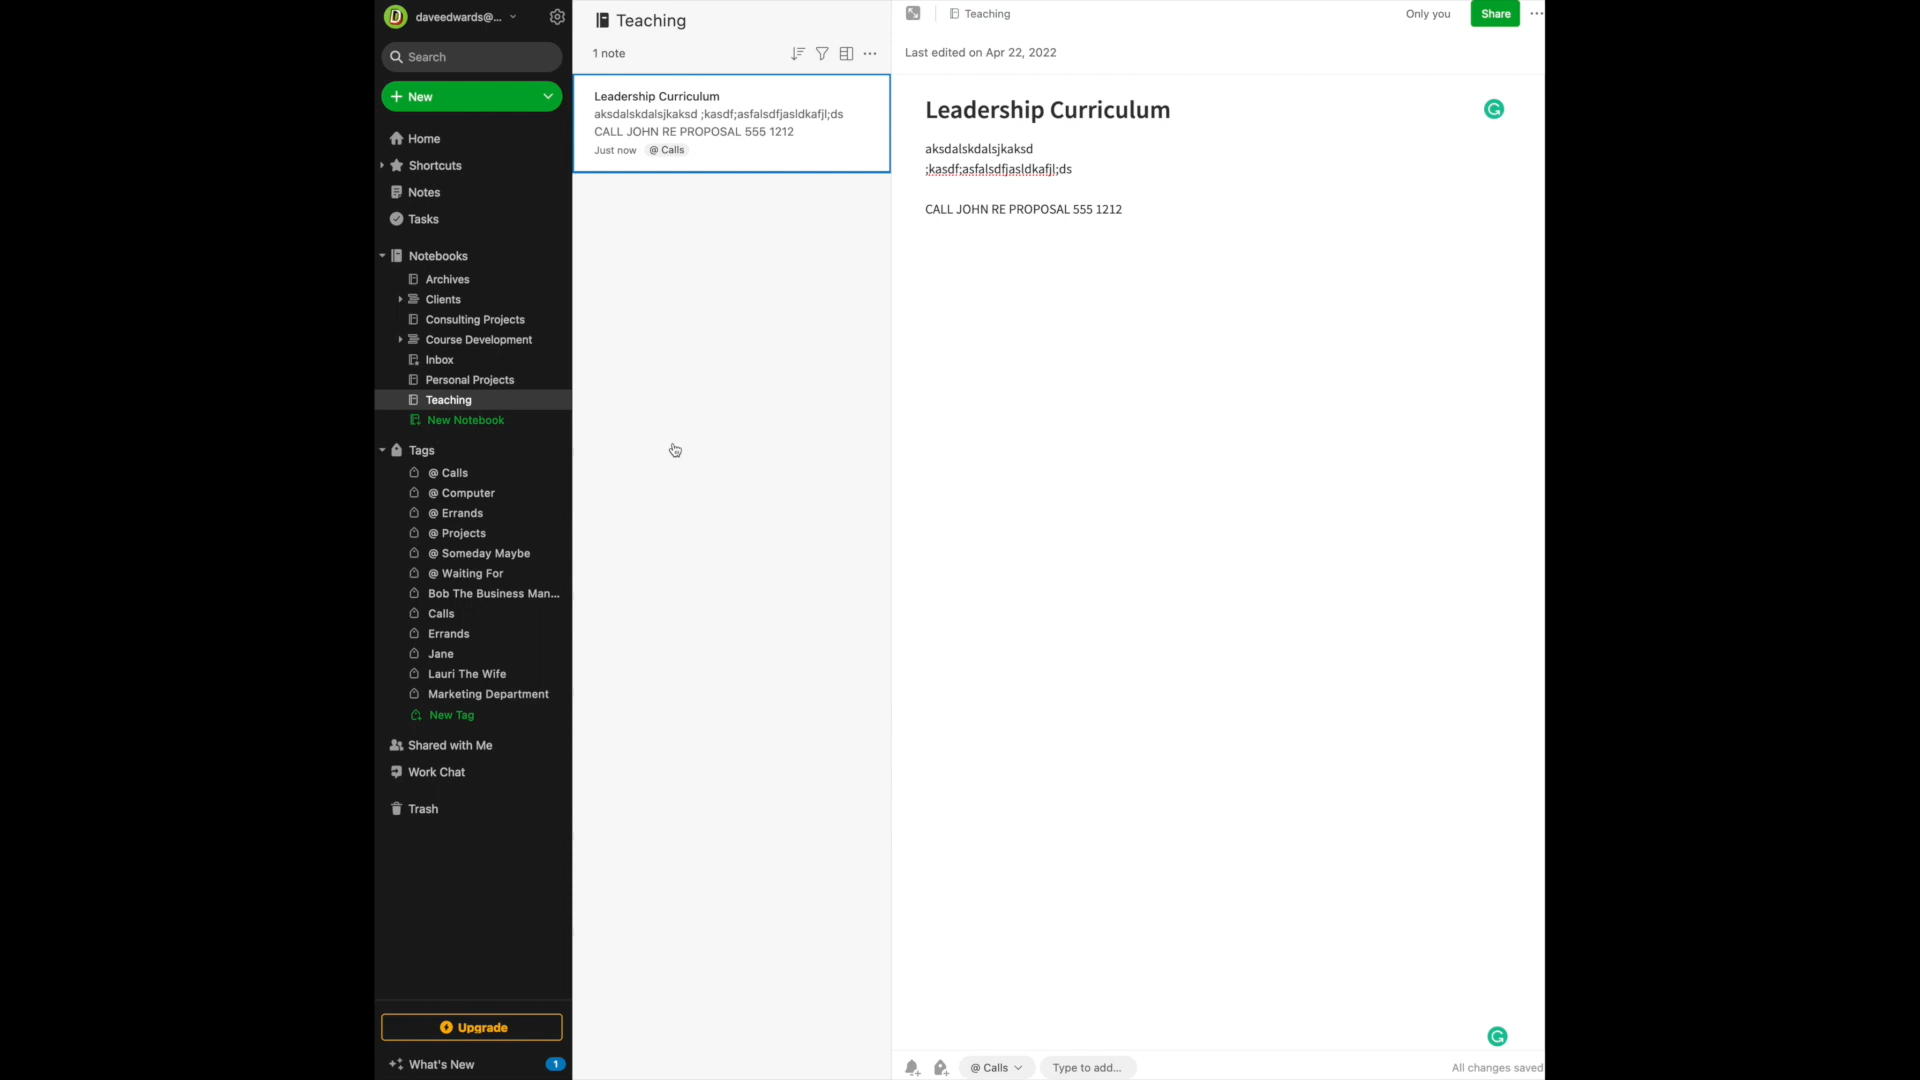 D daveedwards@...
Search
New
Home
Shortcuts
Notes
Tasks
Notebooks
Archives
Clients
Consulting Projects
Course Development
Inbox
Personal Projects
Teaching
New Notebook
Tags
@ Calls
@ Computer
@ Errands
@ Projects
@ Someday Maybe
@ Waiting For
Bob The Business Man...
Calls
Errands
Jane
Lauri The Wife
Marketing Department
New Tag
Shared with Me
Work Chat
Trash
Upgrade
What's New 1
Teaching
1 note
Leadership Curriculum
aksdalskdalsjkaksd ;kasdf;asfalsdfjasldkafjl;ds
CALL JOHN RE PROPOSAL 555 1212
Just now @ Calls
Teaching Only you Share
Last edited on Apr 22, 2022
Leadership Curriculum
aksdalskdalsjkaksd
;kasdf;asfalsdfjasldkafjl;ds
CALL JOHN RE PROPOSAL 555 1212
@ Calls Type to add... All changes saved